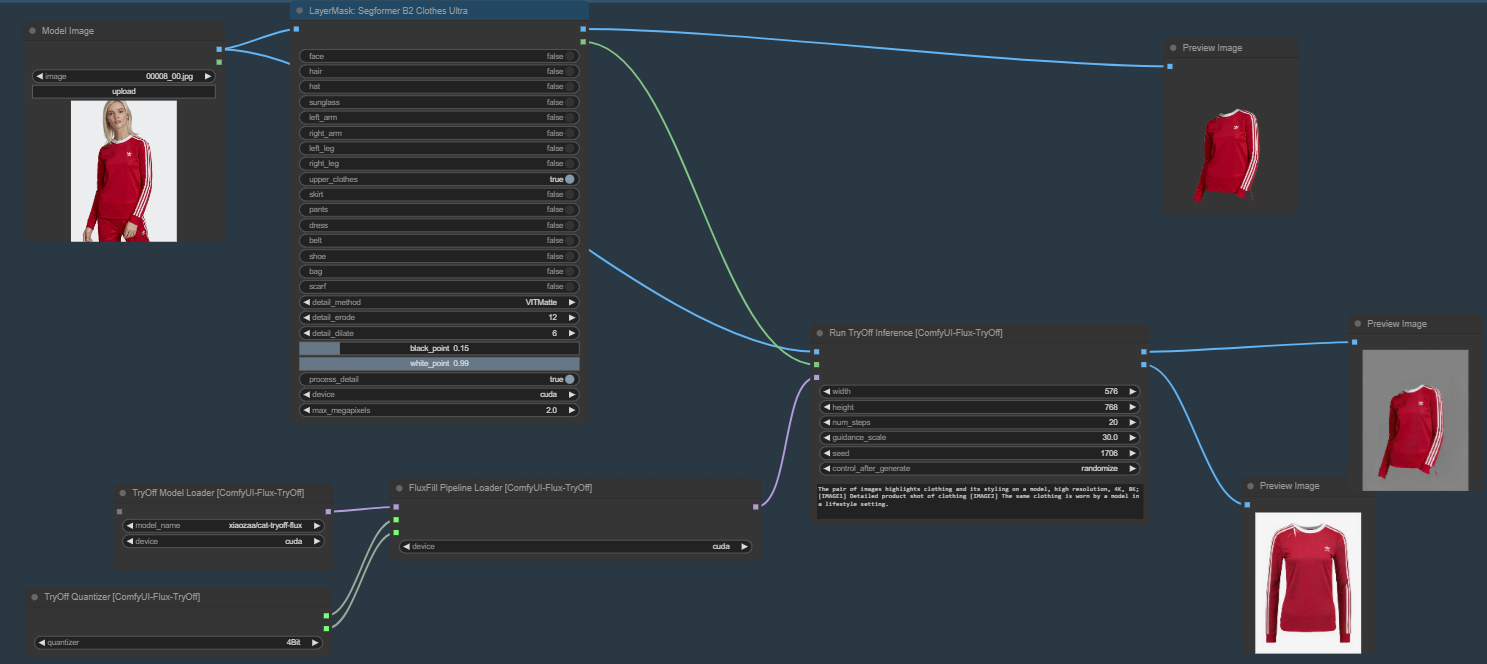 Model Image
image 00008_00.jpg
upload
LayerMask: Segformer B2 Clothes Ultra
face false
hair false
hat false
sunglass false
left_arm false
right_arm false
left_leg false
right_leg false
upper_clothes true
skirt false
pants false
dress false
belt false
shoe false
bag false
scarf false
detail_method VITMatte
detail_erode 12
detail_dilate 6
black_point 0.15
white_point 0.99
process_detail true
device cuda
max_megapixels 2.0
Preview Image
Run TryOff Inference [ComfyUI-Flux-TryOff]
width 576
height 768
num_steps 20
guidance_scale 30.0
seed 1706
control_after_generate randomize
The pair of images highlights clothing and its styling on a model, high resolution, 4K, 8K;
[IMAGE1] Detailed product shot of clothing [IMAGE2] The same clothing is worn by a model in
a lifestyle setting.
Preview Image
Preview Image
TryOff Model Loader [ComfyUI-Flux-TryOff]
model_name xiaozaa/cat-tryoff-flux
device cuda
FluxFill Pipeline Loader [ComfyUI-Flux-TryOff]
device cuda
TryOff Quantizer [ComfyUI-Flux-TryOff]
quantizer 4Bit